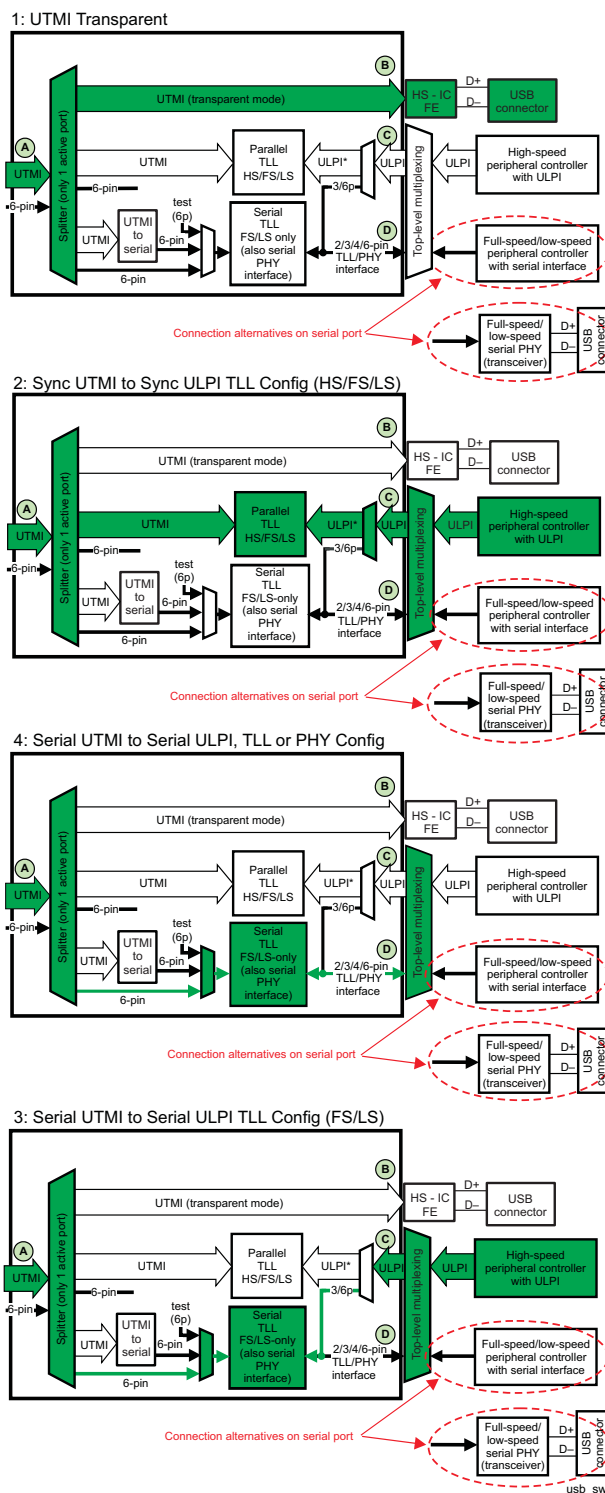 1: UTMI Transparent
B
UTMI (transparent mode)
HS - IC
FE
D+
D–
USB
connector
A
UTMI
6-pin
Splitter (only 1 active port)
UTMI
6-pin
Parallel
TLL
HS/FS/LS
ULPI*
C
ULPI
3/6p
Top-level multiplexing
ULPI
High-speed
peripheral controller
with ULPI
UTMI
UTMI
to
serial
test
(6p)
6-pin
6-pin
Serial
TLL
FS/LS only
(also serial
PHY
interface)
D
2/3/4/6-pin
TLL/PHY
interface
Full-speed/low-speed
peripheral controller
with serial interface
Connection alternatives on serial port
Full-speed/
low-speed
serial PHY
(transceiver)
D+
D–
USB
connector
2: Sync UTMI to Sync ULPI TLL Config (HS/FS/LS)
B
UTMI (transparent mode)
HS - IC
FE
D+
D–
USB
connector
A
UTMI
6-pin
Splitter (only 1 active port)
UTMI
6-pin
Parallel
TLL
HS/FS/LS
ULPI*
C
ULPI
3/6p
Top-level multiplexing
ULPI
High-speed
peripheral controller
with ULPI
UTMI
UTMI
to
serial
test
(6p)
6-pin
6-pin
Serial
TLL
FS/LS-only
(also serial
PHY
interface)
D
2/3/4/6-pin
TLL/PHY
interface
Full-speed/low-speed
peripheral controller
with serial interface
Connection alternatives on serial port
Full-speed/
low-speed
serial PHY
(transceiver)
D+
D–
USB
connector
4: Serial UTMI to Serial ULPI, TLL or PHY Config
B
UTMI (transparent mode)
HS - IC
FE
D+
D–
USB
connector
A
UTMI
6-pin
Splitter (only 1 active port)
UTMI
6-pin
Parallel
TLL
HS/FS/LS
ULPI*
C
ULPI
3/6p
Top-level multiplexing
ULPI
High-speed
peripheral controller
with ULPI
UTMI
UTMI
to
serial
test
(6p)
6-pin
6-pin
Serial
TLL
FS/LS-only
(also serial
PHY
interface)
D
2/3/4/6-pin
TLL/PHY
interface
Full-speed/low-speed
peripheral controller
with serial interface
Connection alternatives on serial port
Full-speed/
low-speed
serial PHY
(transceiver)
D+
D–
USB
connector
3: Serial UTMI to Serial ULPI TLL Config (FS/LS)
B
UTMI (transparent mode)
HS - IC
FE
D+
D–
USB
connector
A
UTMI
6-pin
Splitter (only 1 active port)
UTMI
6-pin
Parallel
TLL
HS/FS/LS
ULPI*
C
ULPI
3/6p
Top-level multiplexing
ULPI
High-speed
peripheral controller
with ULPI
UTMI
UTMI
to
serial
test
(6p)
6-pin
6-pin
Serial
TLL
FS/LS-only
(also serial
PHY
interface)
D
2/3/4/6-pin
TLL/PHY
interface
Full-speed/low-speed
peripheral controller
with serial interface
Connection alternatives on serial port
Full-speed/
low-speed
serial PHY
(transceiver)
D+
D–
USB
connector